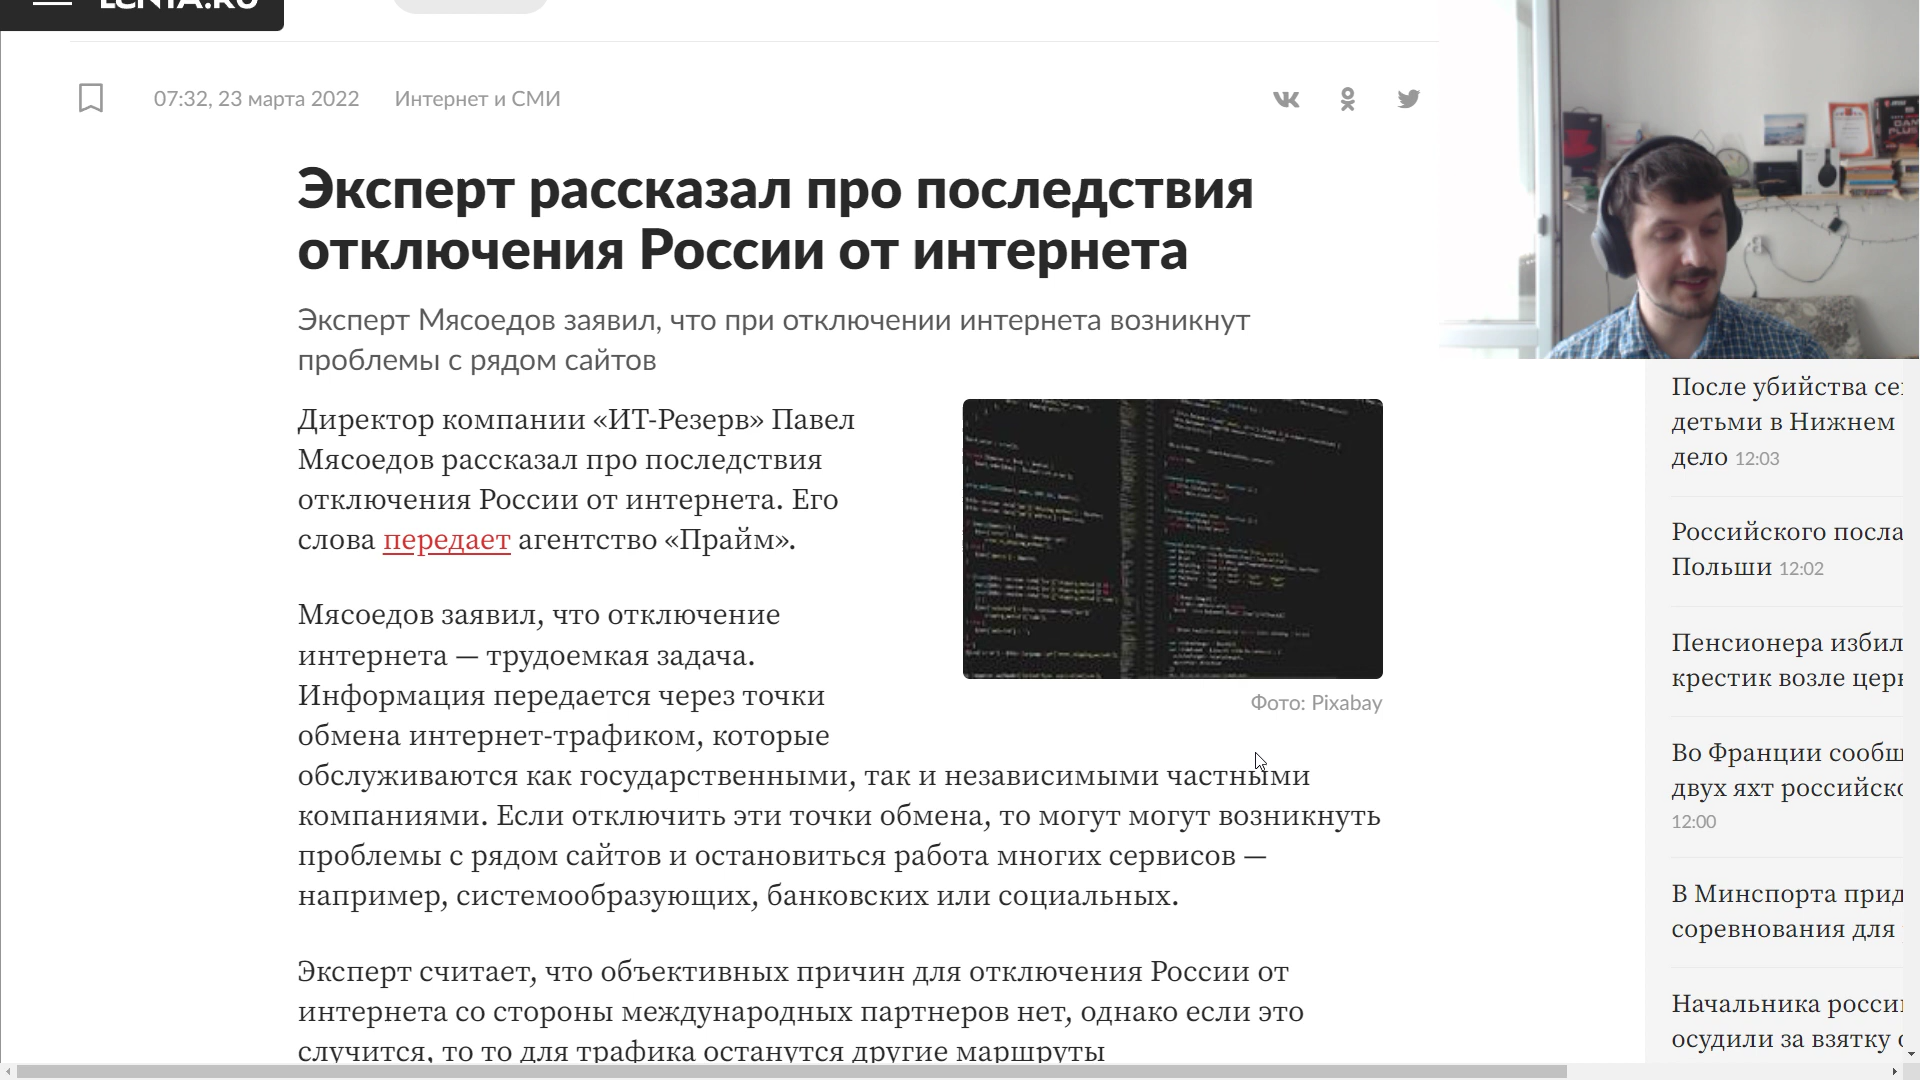 LENTA.RU
07:32, 23 марта 2022
Интернет и СМИ
Эксперт рассказал про последствия
отключения России от интернета
Эксперт Мясоедов заявил, что при отключении интернета возникнут
проблемы с рядом сайтов
Директор компании «ИТ-Резерв» Павел
Мясоедов рассказал про последствия
отключения России от интернета. Его
слова передает агентство «Прайм».
Мясоедов заявил, что отключение
интернета — трудоемкая задача.
Информация передается через точки
обмена интернет-трафиком, которые
обслуживаются как государственными, так и независимыми частными
компаниями. Если отключить эти точки обмена, то могут могут возникнуть
проблемы с рядом сайтов и остановиться работа многих сервисов —
например, системообразующих, банковских или социальных.
Эксперт считает, что объективных причин для отключения России от
интернета со стороны международных партнеров нет, однако если это
случится, то то для трафика останутся другие маршруты
Фото: Pixabay
GAM
PLUS
После убийства се
детьми в Нижнем
дело 12:03
Российского посла
Польши 12:02
Пенсионера избил
крестик возле цер
Во Франции сообщ
двух яхт российск
12:00
В Минспорта прид
соревнования для
Начальника росси
осудили за взятку